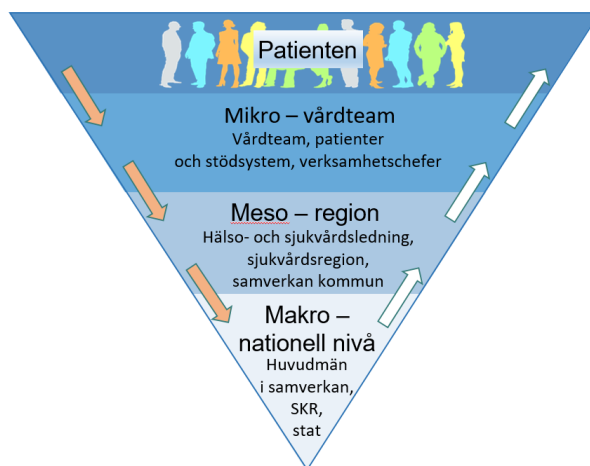 Patienten
Mikro – vårdteam
Vårdteam, patienter
och stödsystem, verksamhetschefer
Meso – region
Hälso- och sjukvårdsledning,
sjukvårdsregion,
samverkan kommun
Makro –
nationell nivå
Huvudmän
i samverkan,
SKR,
stat